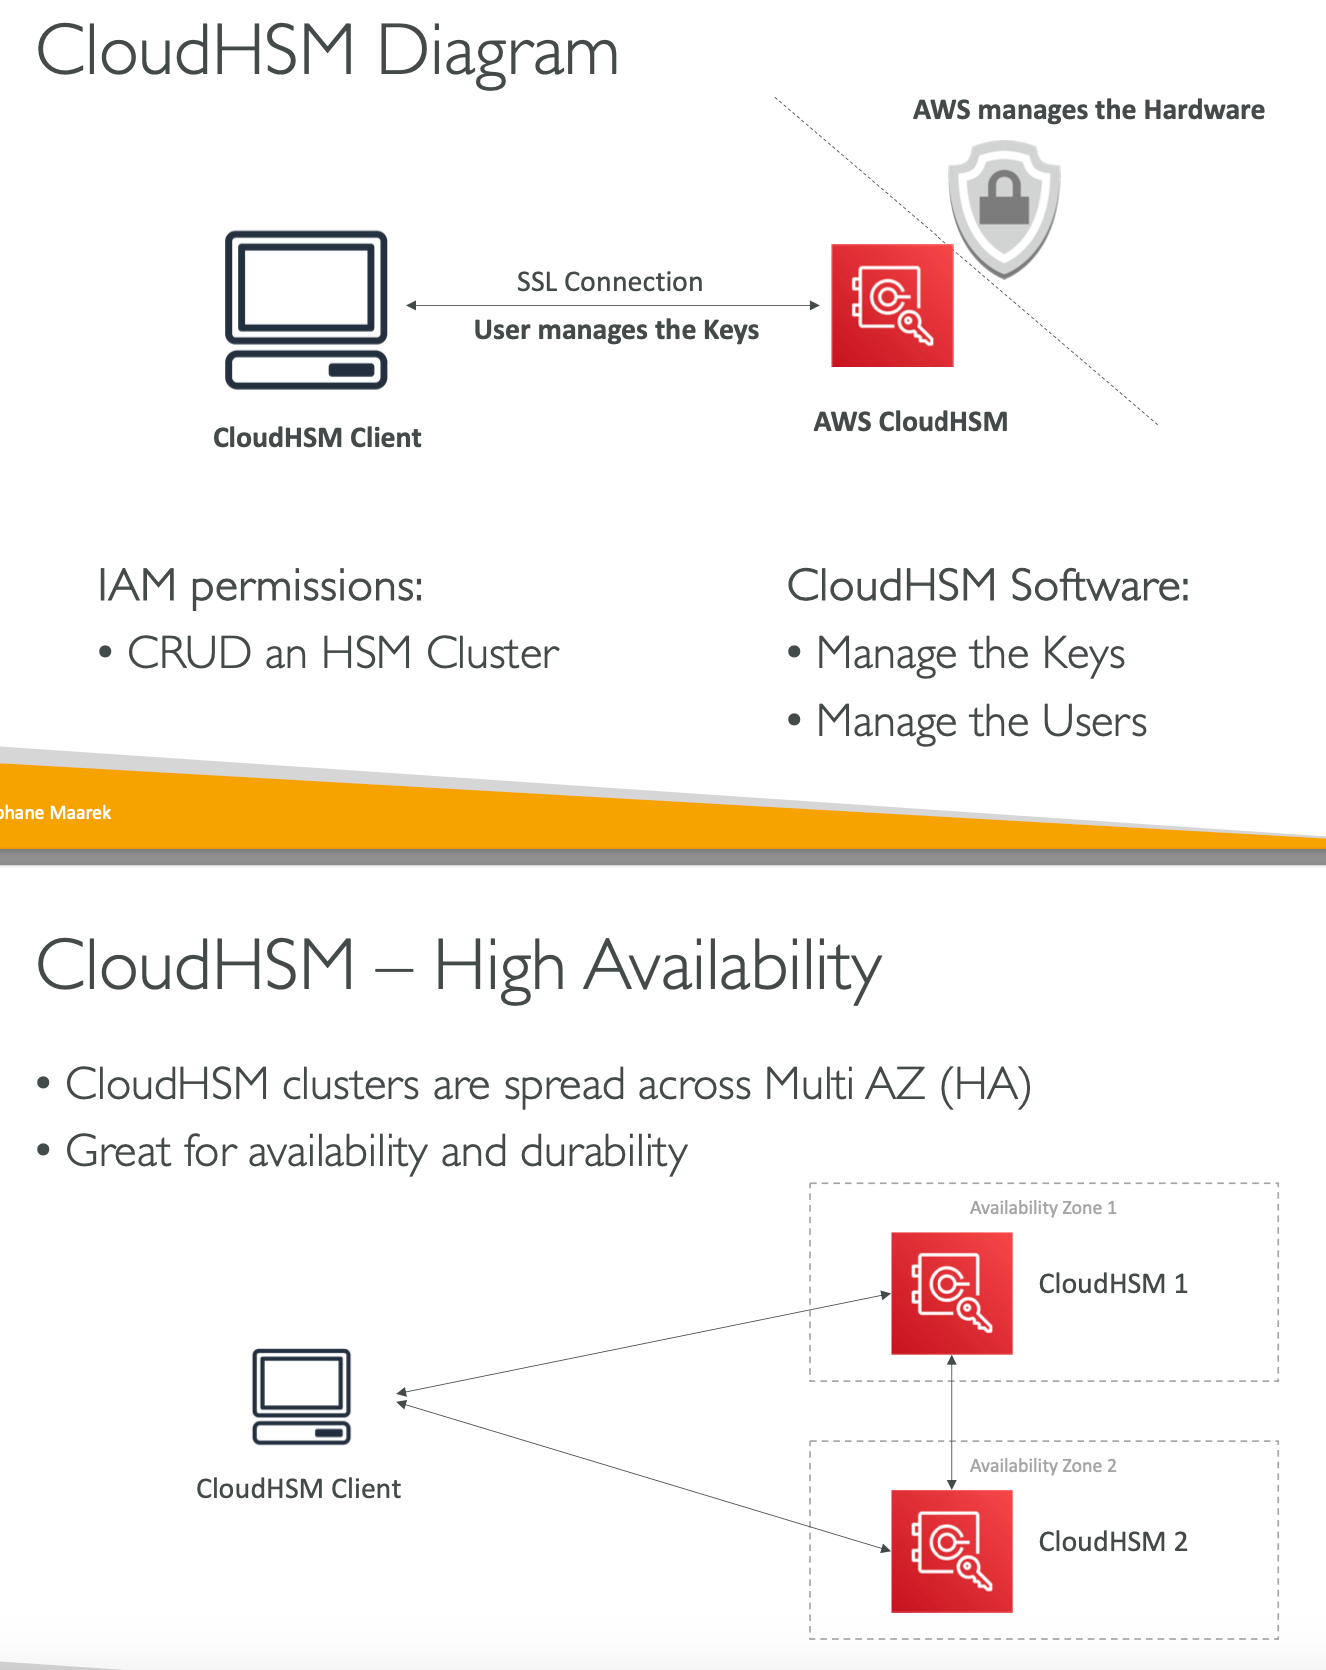 CloudHSM Diagram
AWS manages the Hardware
SSL Connection
User manages the Keys
CloudHSM Client
AWS CloudHSM
IAM permissions:
• CRUD an HSM Cluster
CloudHSM Software:
• Manage the Keys
• Manage the Users
phane Maarek
CloudHSM – High Availability
• CloudHSM clusters are spread across Multi AZ (HA)
• Great for availability and durability
Availability Zone 1
CloudHSM 1
CloudHSM Client
Availability Zone 2
CloudHSM 2